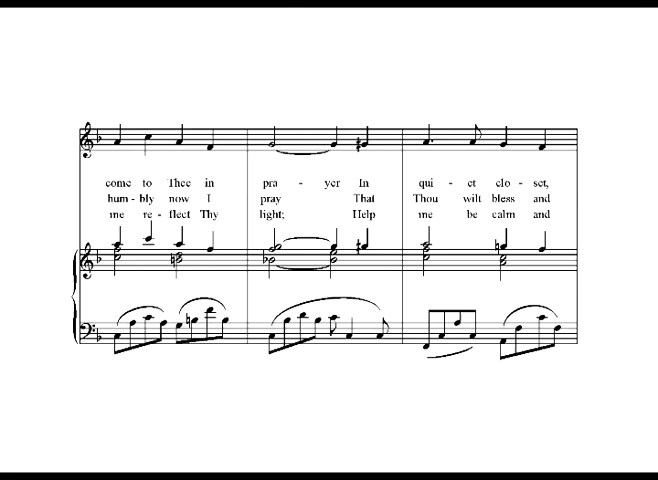 come to Thee in pra - yer In qui - et clo - set,
hum - bly now I pray That Thou wilt bless and
me re - flect Thy light; Help me be calm and